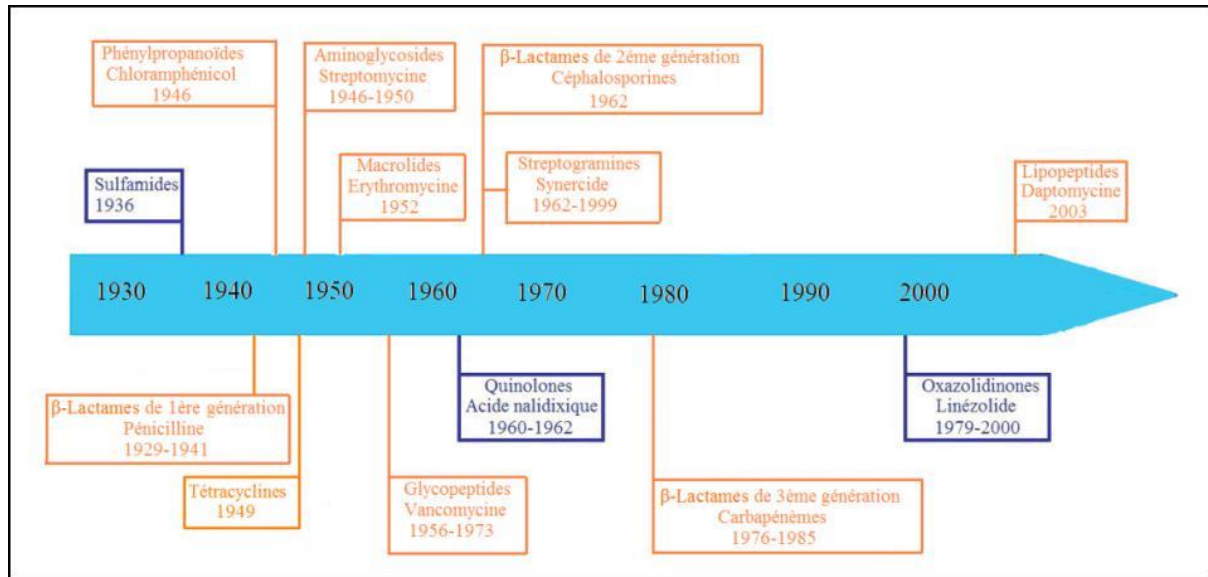 Phénylpropanoïdes
Chloramphénicol
1946
Aminoglycosides
Streptomycine
1946-1950
β-Lactames de 2éme génération
Céphalosporines
1962
Sulfamides
1936
Macrolides
Erythromycine
1952
Streptogramines
Synercide
1962-1999
Lipopeptides
Daptomycine
2003
1930 1940 1950 1960 1970 1980 1990 2000
β-Lactames de 1ère génération
Pénicilline
1929-1941
Quinolones
Acide nalidixique
1960-1962
Oxazolidinones
Linézolide
1979-2000
Tétracyclines
1949
Glycopeptides
Vancomycine
1956-1973
β-Lactames de 3ème génération
Carbapénèmes
1976-1985